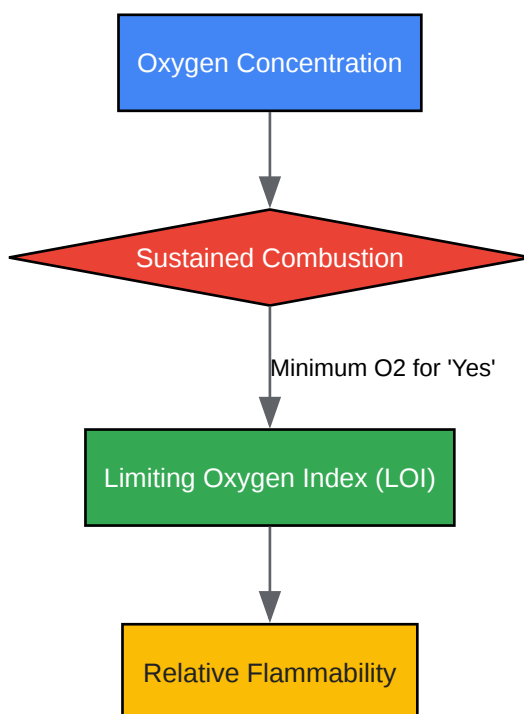 Oxygen Concentration
Sustained Combustion
Minimum O2 for 'Yes'
Limiting Oxygen Index (LOI)
Relative Flammability